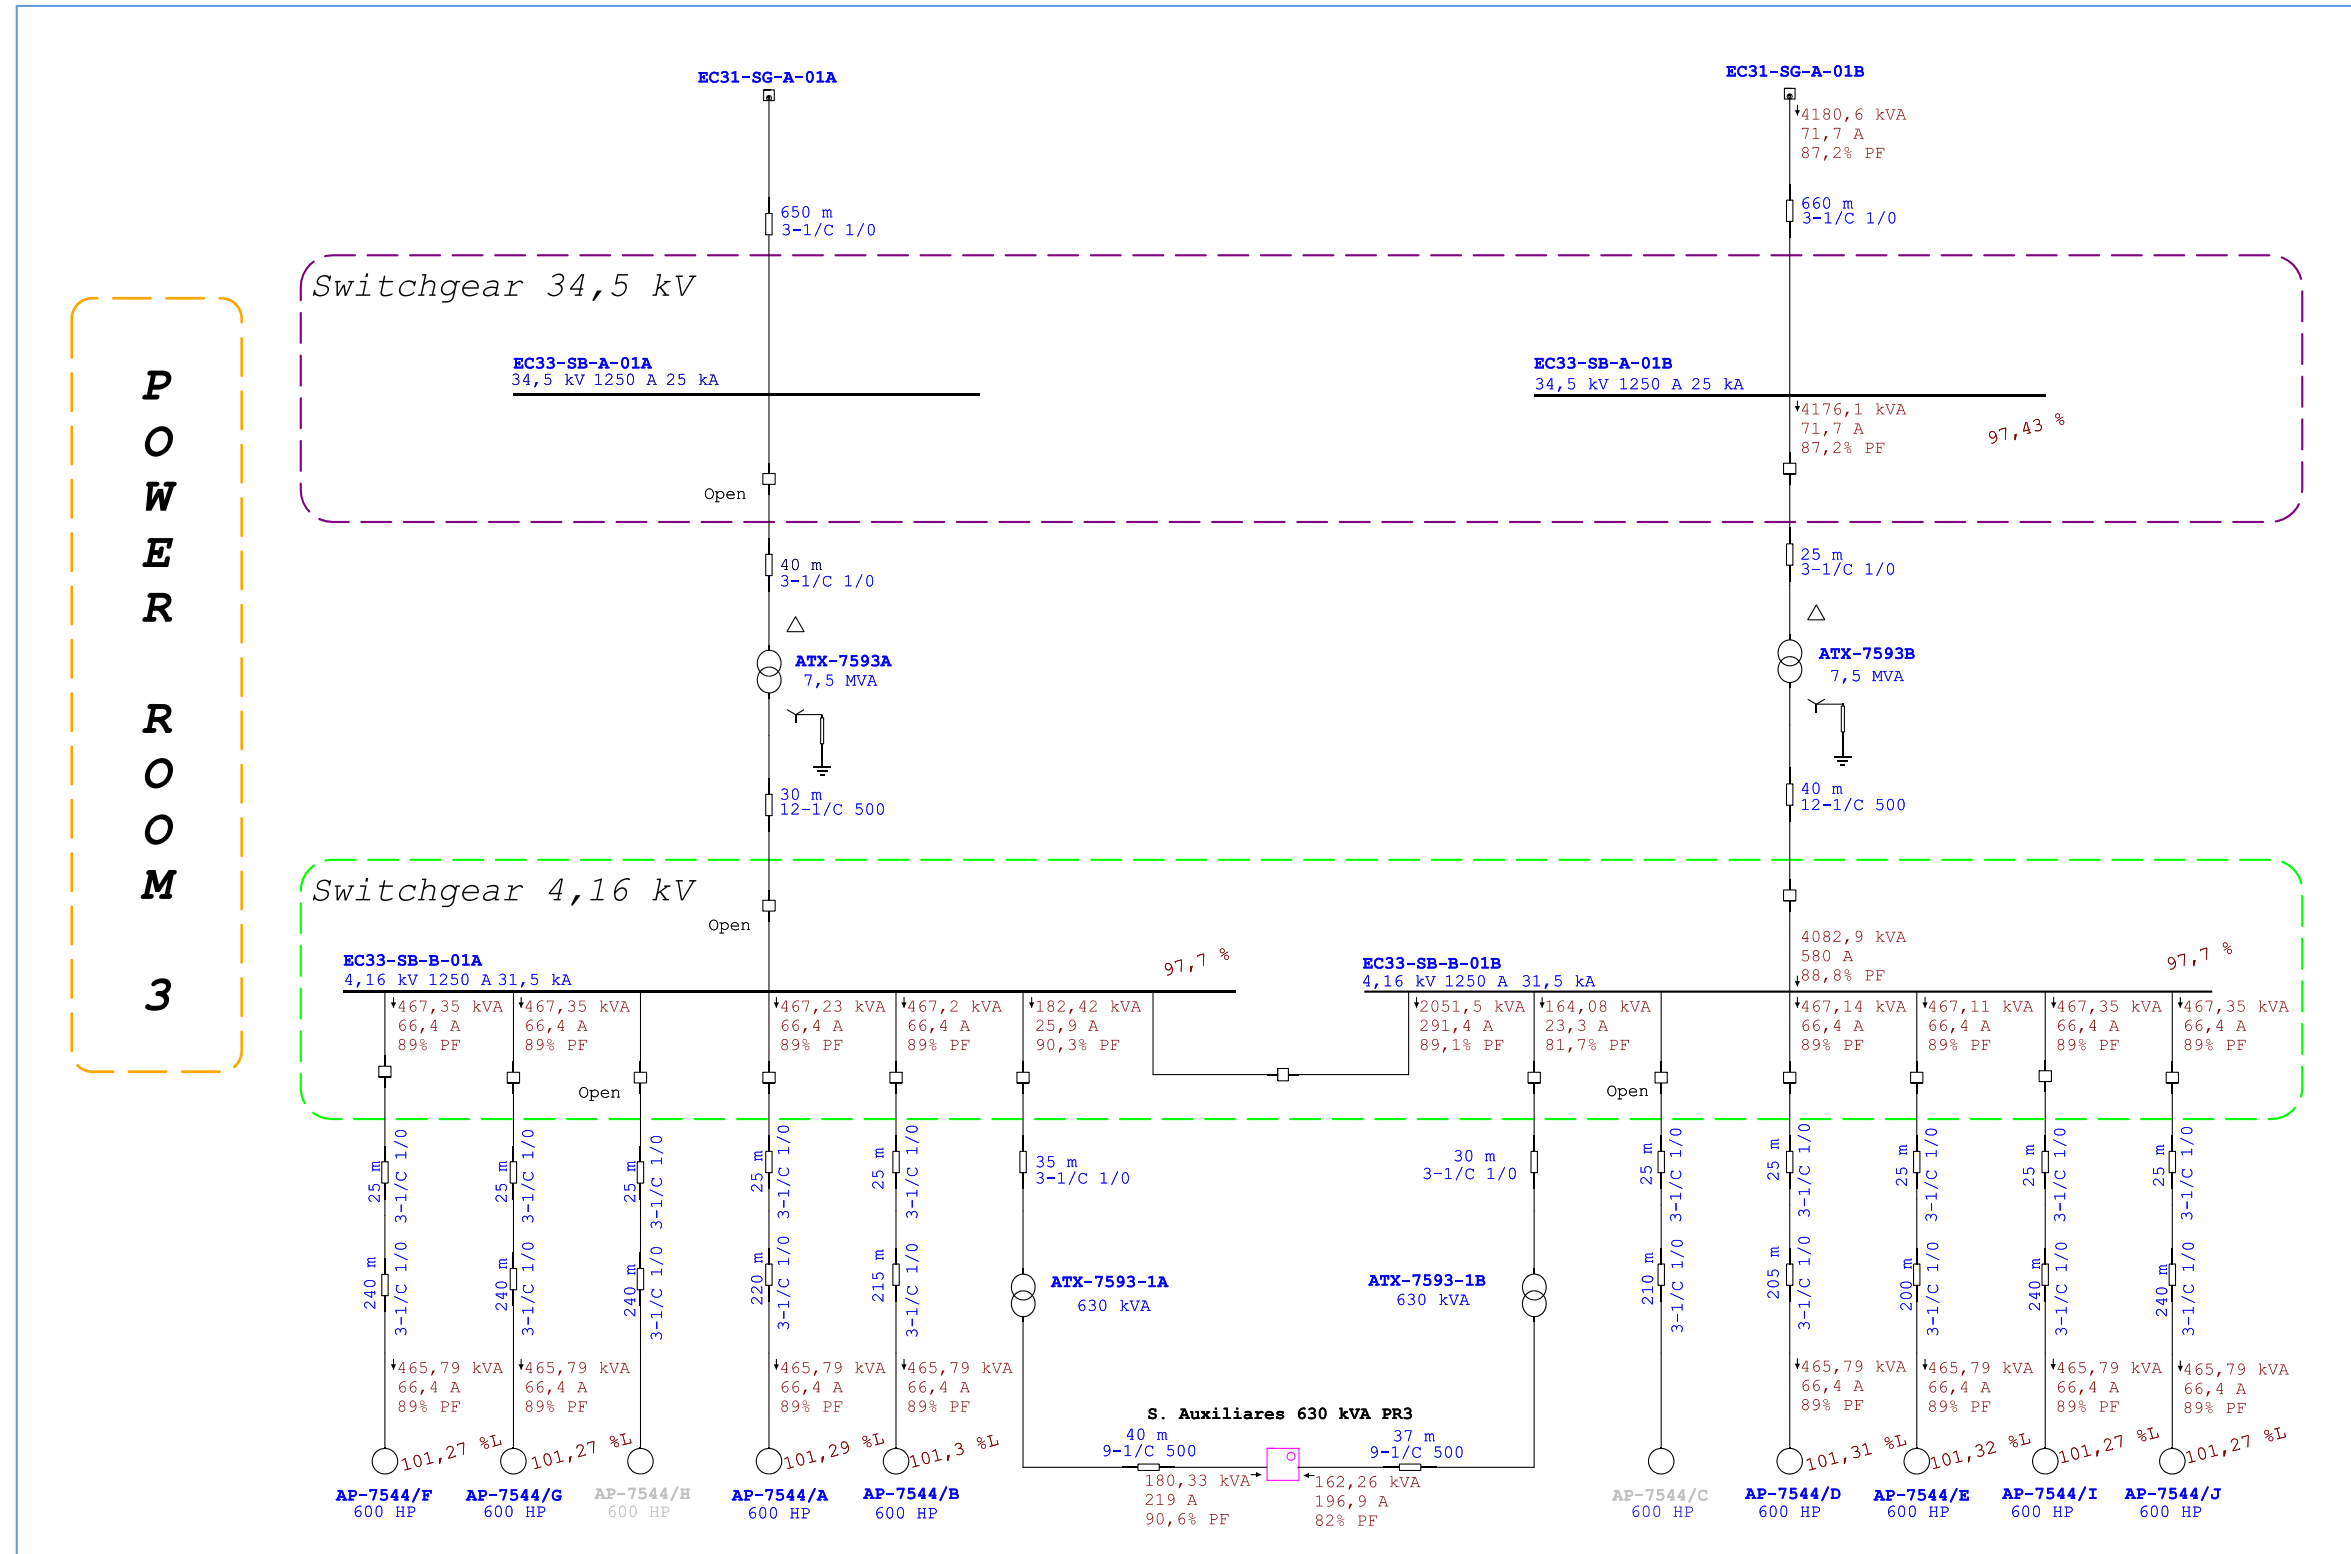 EC31-SG-A-01A
EC31-SG-A-01B
4180,6 kVA
71,7 A
87,2% PF
650 m
3-1/C 1/0
660 m
3-1/C 1/0
POWER ROOM 3
Switchgear 34,5 kV
EC33-SB-A-01A
34,5 kV 1250 A 25 kA
EC33-SB-A-01B
34,5 kV 1250 A 25 kA
4176,1 kVA
71,7 A
87,2% PF
97,43 %
Open
40 m
3-1/C 1/0
25 m
3-1/C 1/0
ATX-7593A
7,5 MVA
ATX-7593B
7,5 MVA
30 m
12-1/C 500
40 m
12-1/C 500
Switchgear 4,16 kV
Open
4082,9 kVA
580 A
88,8% PF
EC33-SB-B-01A
4,16 kV 1250 A 31,5 kA
97,7 %
EC33-SB-B-01B
4,16 kV 1250 A 31,5 kA
97,7 %
467,35 kVA
66,4 A
89% PF
467,35 kVA
66,4 A
89% PF
467,23 kVA
66,4 A
89% PF
467,2 kVA
66,4 A
89% PF
182,42 kVA
25,9 A
90,3% PF
2051,5 kVA
291,4 A
89,1% PF
164,08 kVA
23,3 A
81,7% PF
467,14 kVA
66,4 A
89% PF
467,11 kVA
66,4 A
89% PF
467,35 kVA
66,4 A
89% PF
467,35 kVA
66,4 A
89% PF
Open
Open
25 m
3-1/C 1/0
25 m
3-1/C 1/0
25 m
3-1/C 1/0
25 m
3-1/C 1/0
25 m
3-1/C 1/0
35 m
3-1/C 1/0
30 m
3-1/C 1/0
25 m
3-1/C 1/0
25 m
3-1/C 1/0
25 m
3-1/C 1/0
25 m
3-1/C 1/0
25 m
3-1/C 1/0
240 m
3-1/C 1/0
240 m
3-1/C 1/0
240 m
3-1/C 1/0
220 m
3-1/C 1/0
215 m
3-1/C 1/0
ATX-7593-1A
630 kVA
ATX-7593-1B
630 kVA
210 m
3-1/C 1/0
205 m
3-1/C 1/0
200 m
3-1/C 1/0
240 m
3-1/C 1/0
240 m
3-1/C 1/0
465,79 kVA
66,4 A
89% PF
465,79 kVA
66,4 A
89% PF
465,79 kVA
66,4 A
89% PF
465,79 kVA
66,4 A
89% PF
465,79 kVA
66,4 A
89% PF
465,79 kVA
66,4 A
89% PF
465,79 kVA
66,4 A
89% PF
465,79 kVA
66,4 A
89% PF
S. Auxiliares 630 kVA PR3
40 m
9-1/C 500
37 m
9-1/C 500
180,33 kVA
219 A
90,6% PF
162,26 kVA
196,9 A
82% PF
101,27 %L
101,27 %L
101,29 %L
101,3 %L
101,31 %L
101,32 %L
101,27 %L
101,27 %L
AP-7544/F
600 HP
AP-7544/G
600 HP
AP-7544/H
600 HP
AP-7544/A
600 HP
AP-7544/B
600 HP
AP-7544/C
600 HP
AP-7544/D
600 HP
AP-7544/E
600 HP
AP-7544/I
600 HP
AP-7544/J
600 HP